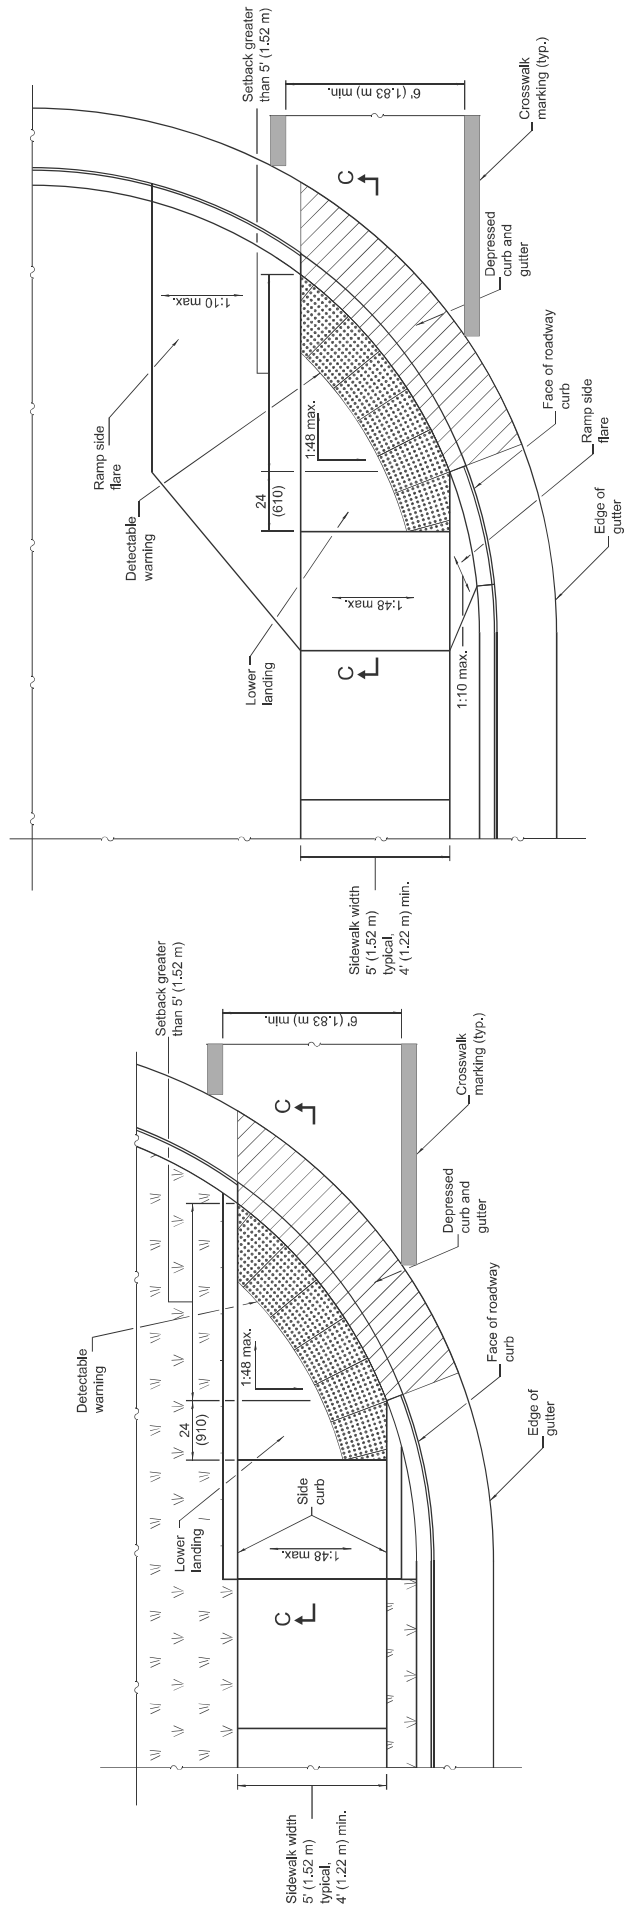 Setback greater
than 5' (1.52 m)
6' (1.83 m) min.
Crosswalk
marking (typ.)
C
Depressed
curb and
gutter
1:10 max.
Ramp side
flare
Face of roadway
curb
1:48 max.
Ramp side
flare
Detectable
warning
24
(610)
Edge of
gutter
1:48 max.
Lower
landing
C
1:10 max.
Sidewalk width
5' (1.52 m)
typical,
4' (1.22 m) min.
Setback greater
than 5' (1.52 m)
6' (1.83 m) min.
Crosswalk
marking (typ.)
C
Depressed
curb and
gutter
Detectable
warning
1:48 max.
Face of roadway
curb
24
(910)
Edge of
gutter
Lower
landing
Side
curb
1:48 max.
C
Sidewalk width
5' (1.52 m)
typical,
4' (1.22 m) min.